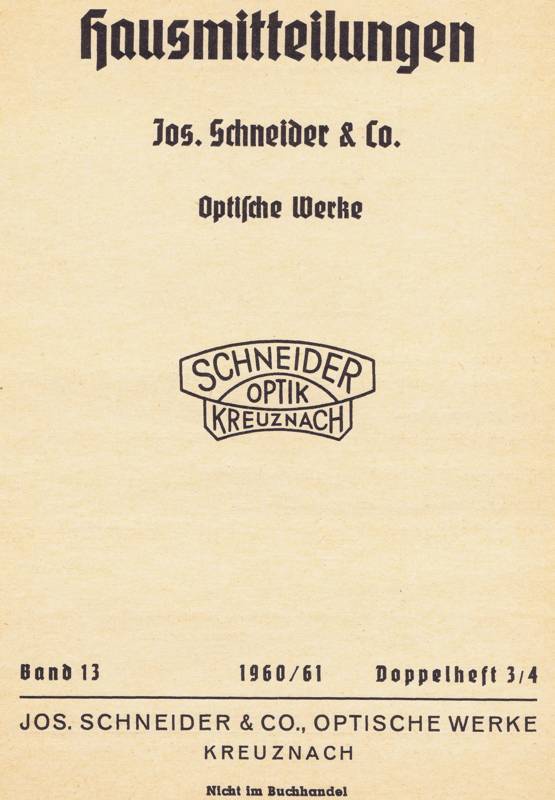 Hausmitteilungen
Jos. Schneider & Co.
Optiſche Werke
SCHNEIDER
OPTIK
KREUZNACH
Band 13 1960/61 Doppelheft 3/4
JOS. SCHNEIDER & CO., OPTISCHE WERKE
KREUZNACH
Nicht im Buchhandel